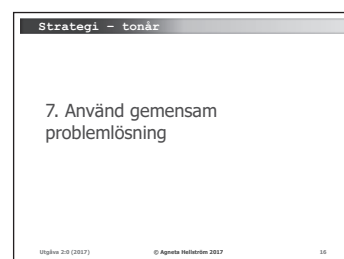 Strategi – tonår
7. Använd gemensam
problemlösning
Utgåva 2:0 (2017) © Agneta Hellström 2017 16